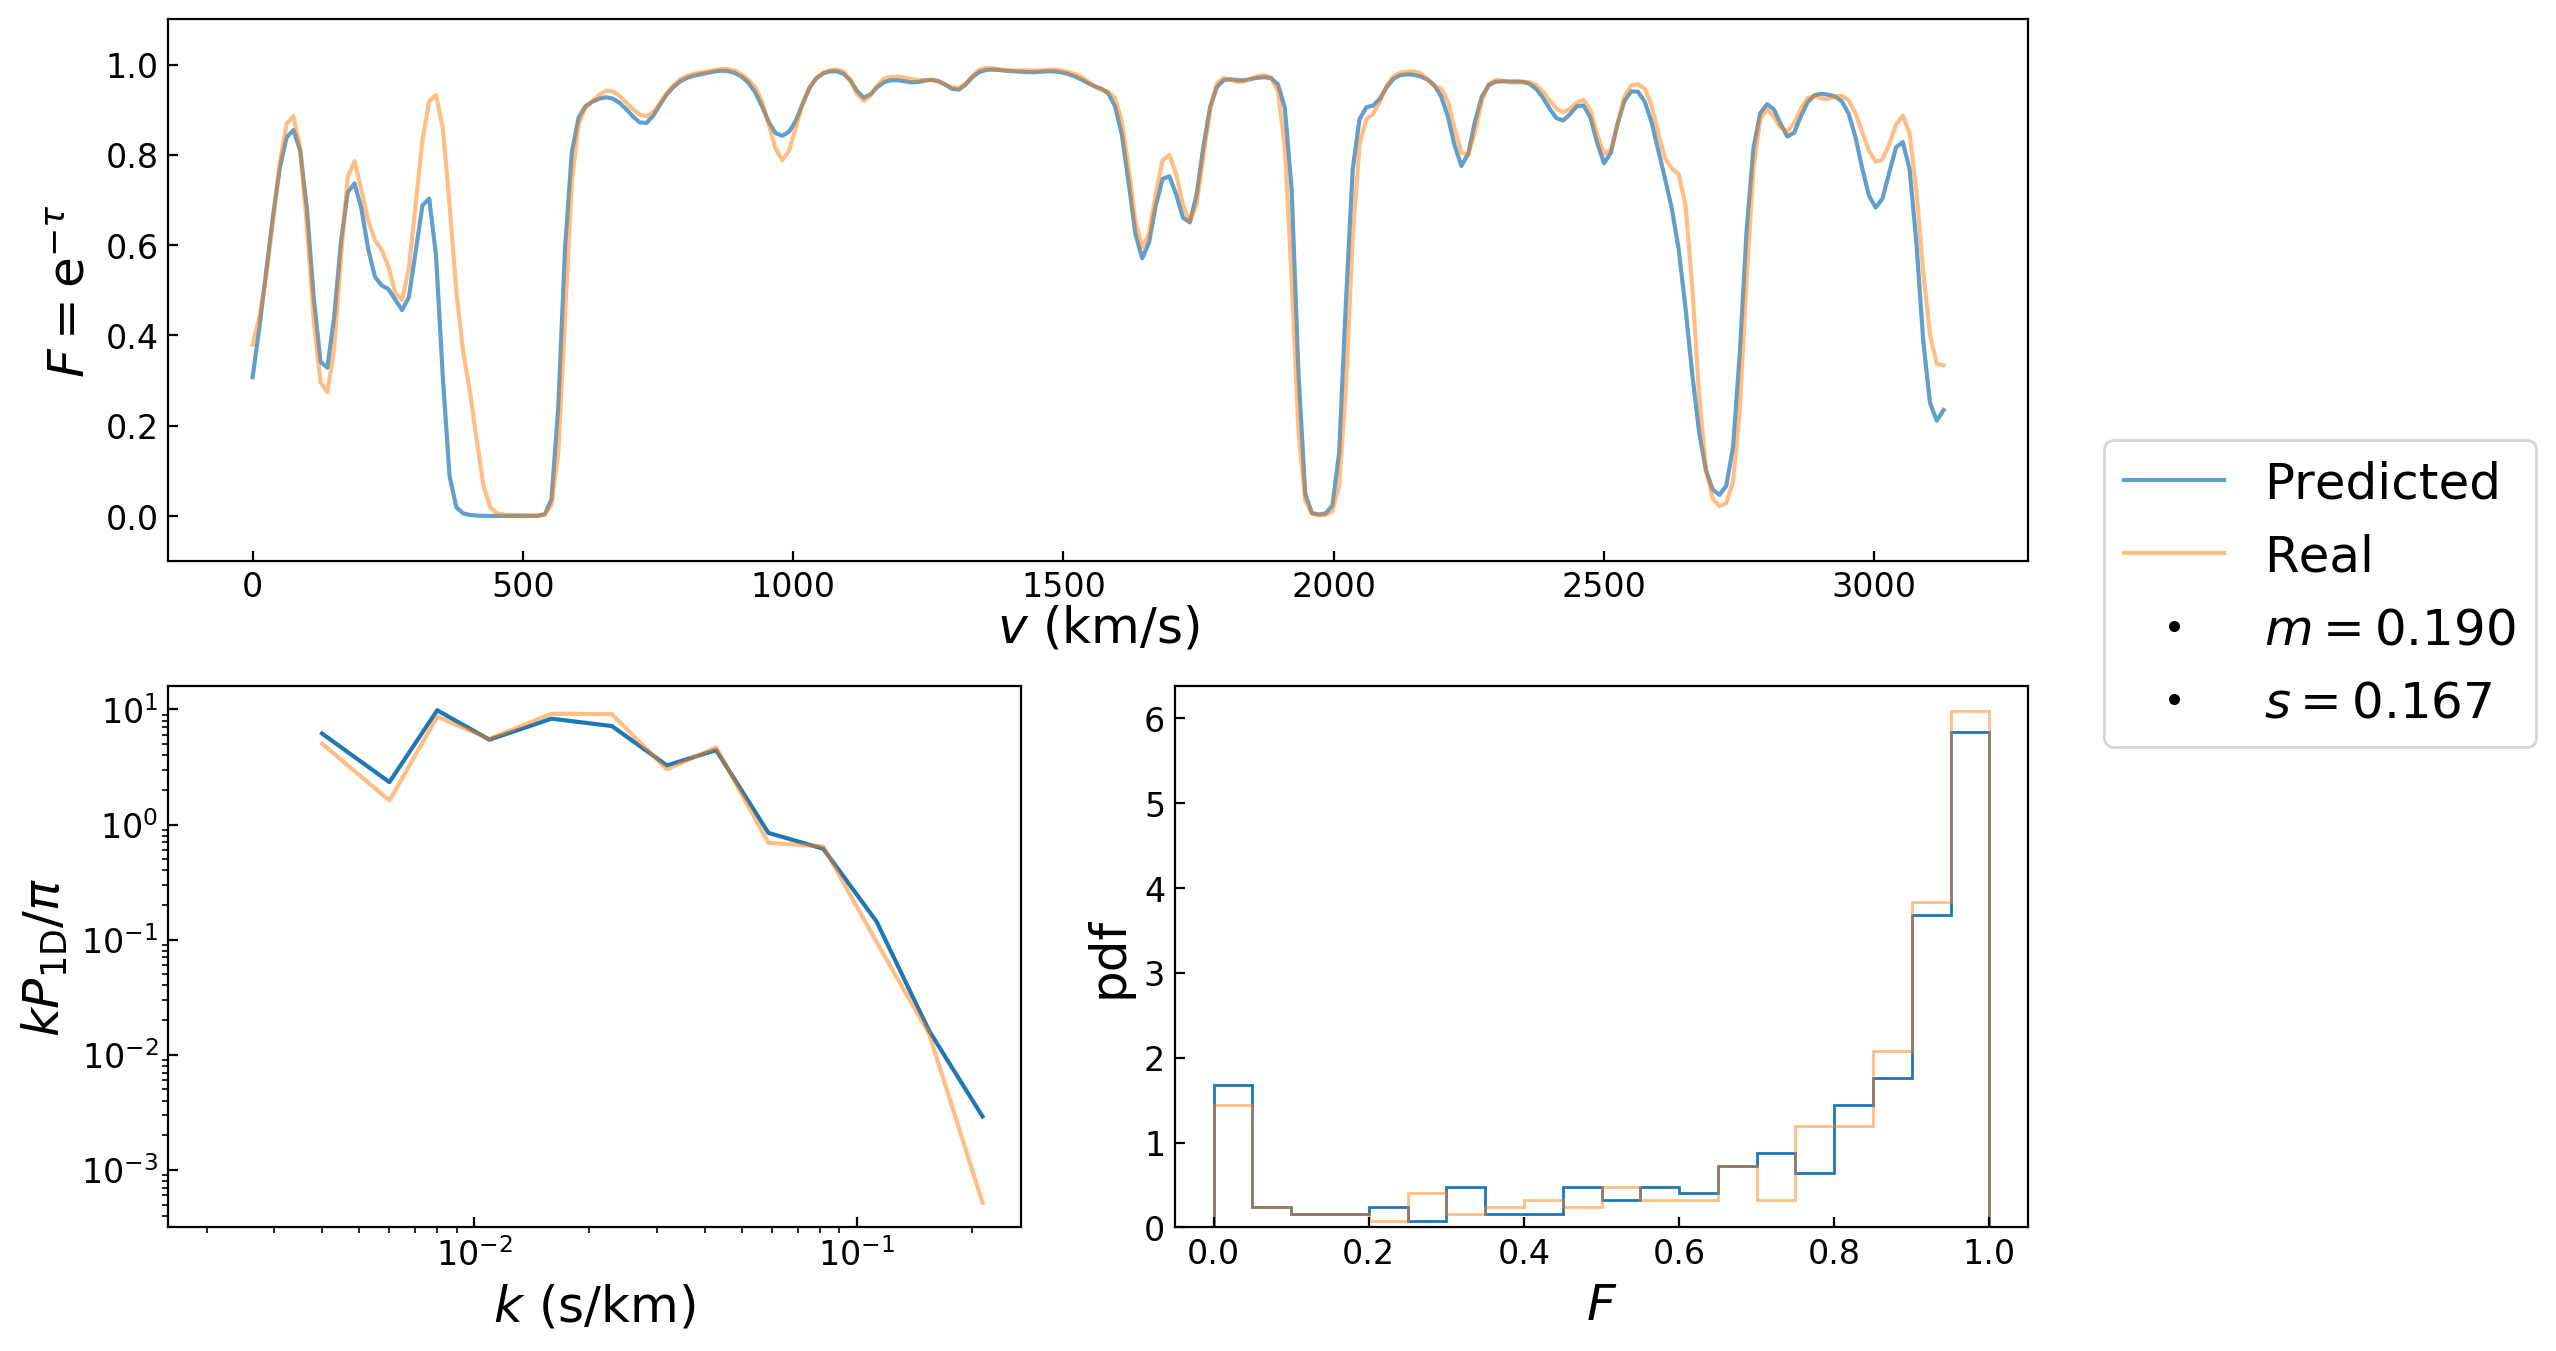 1.0
0.8
0.6
0.4
0.2
0.0
F = e^{−τ}
0 500 1000 1500 2000 2500 3000
v (km/s)
Predicted
Real
m = 0.190
s = 0.167
10^1
10^0
10^{−1}
10^{−2}
10^{−3}
kP_{1D}/π
10^{−2} 10^{−1}
k (s/km)
6
5
4
3
2
1
0
pdf
0.0 0.2 0.4 0.6 0.8 1.0
F